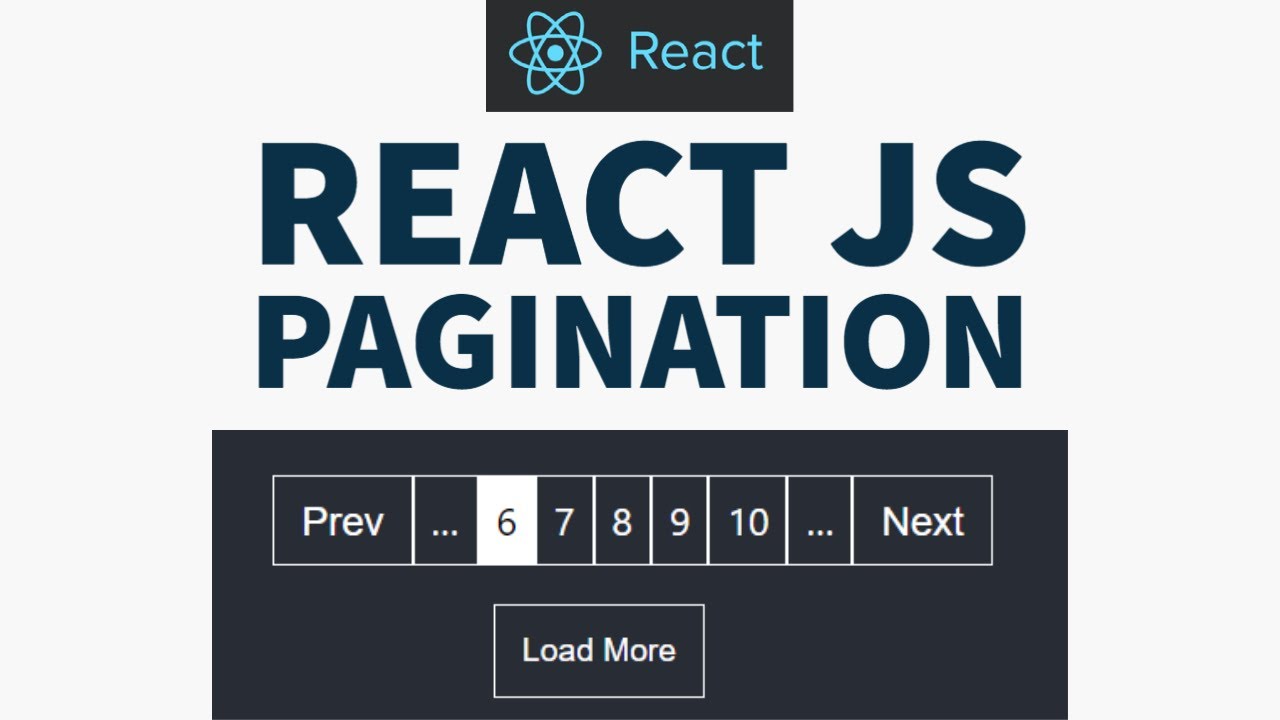 React
REACT JS
PAGINATION
Prev ... 6 7 8 9 10 ... Next
Load More